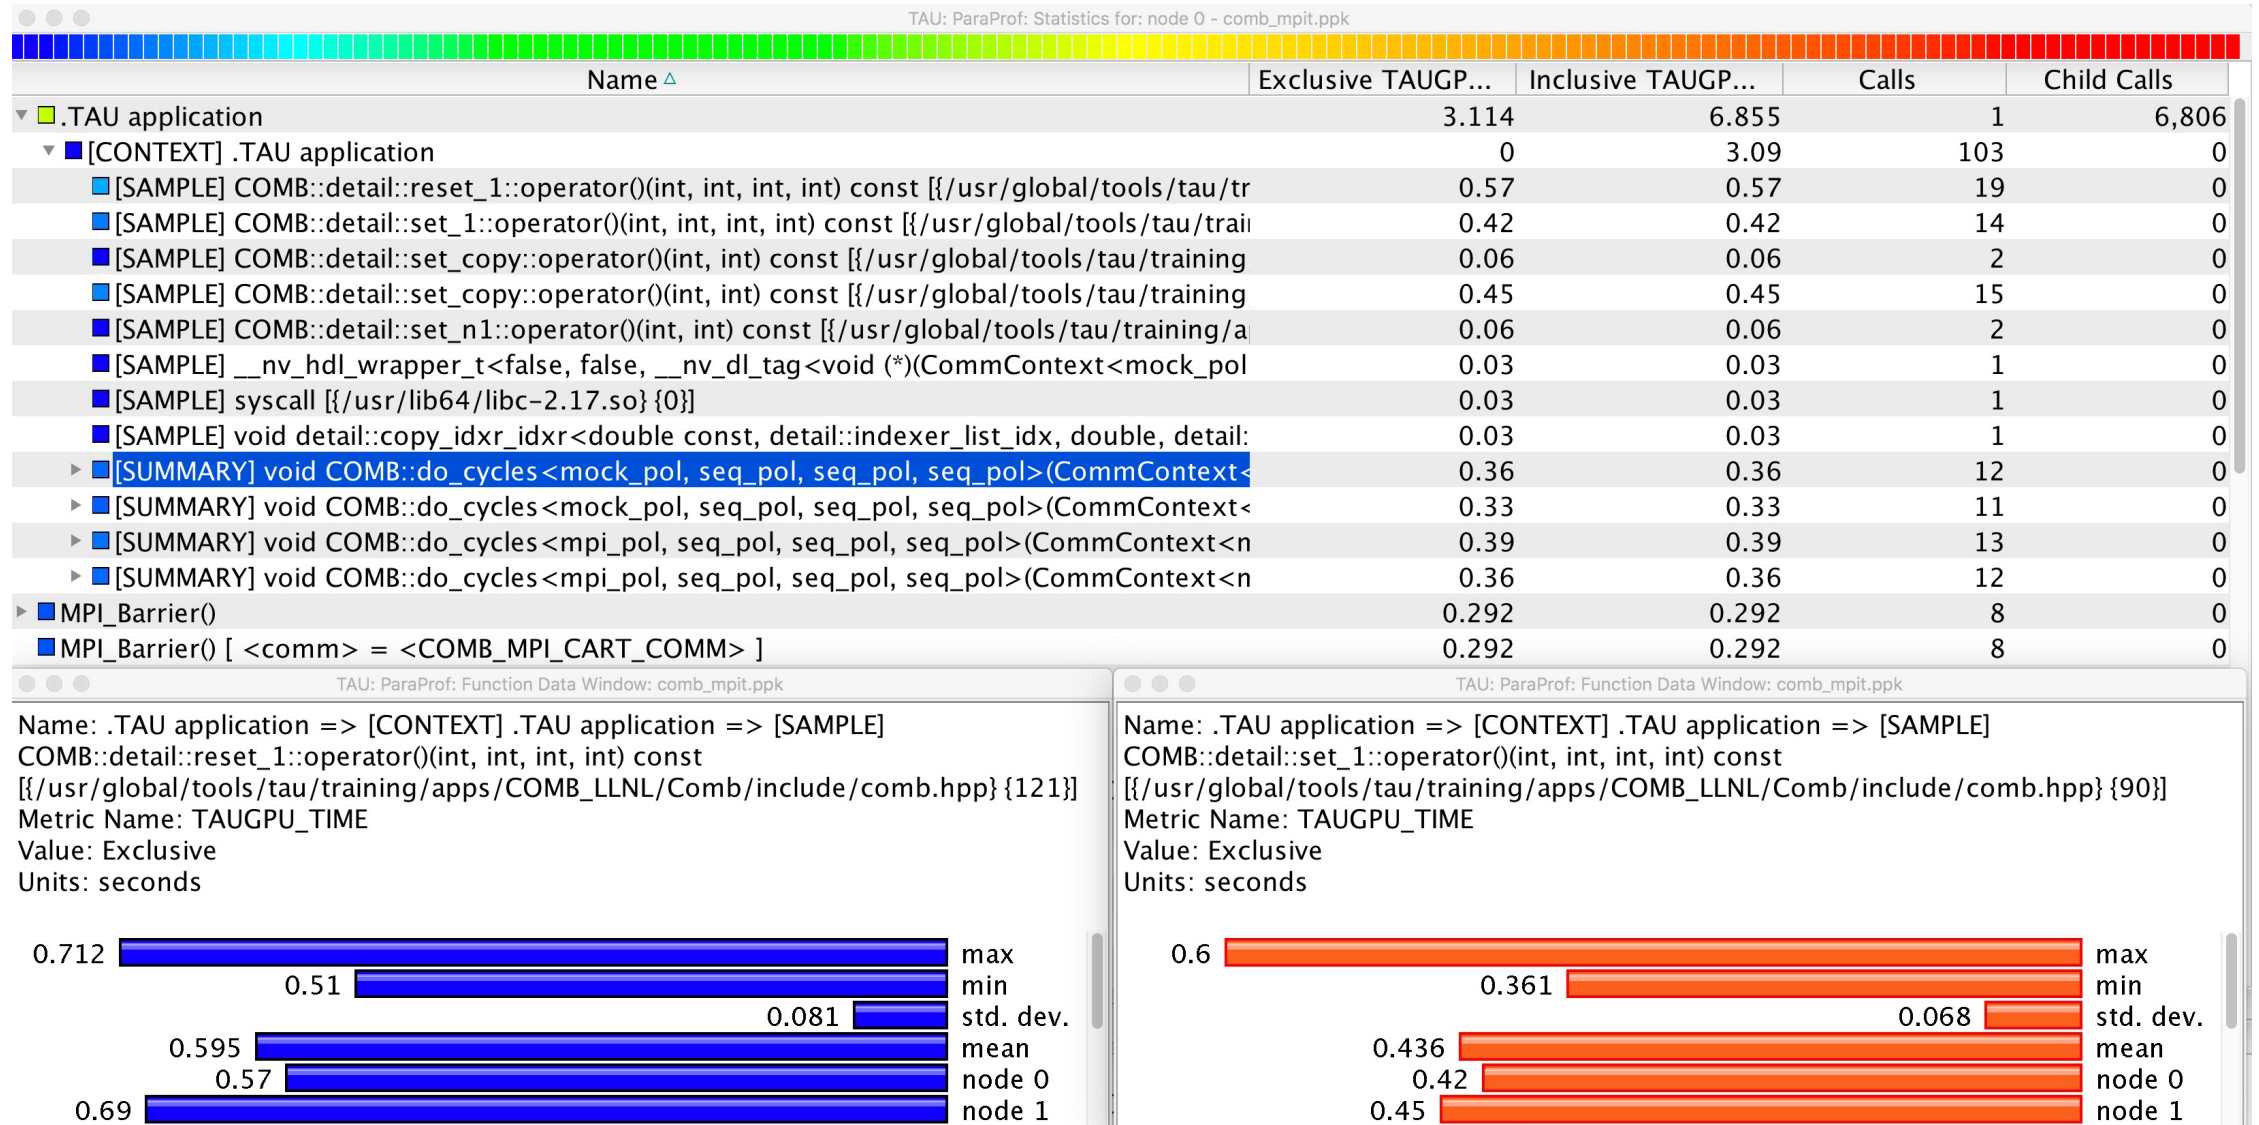 TAU: ParaProf: Statistics for: node 0 - comb_mpit.ppk
Name △ Exclusive TAUGP... Inclusive TAUGP... Calls Child Calls
.TAU application 3.114 6.855 1 6,806
[CONTEXT] .TAU application 0 3.09 103 0
[SAMPLE] COMB::detail::reset_1::operator()(int, int, int, int) const [{/usr/global/tools/tau/tr 0.57 0.57 19 0
[SAMPLE] COMB::detail::set_1::operator()(int, int, int, int) const [{/usr/global/tools/tau/trai 0.42 0.42 14 0
[SAMPLE] COMB::detail::set_copy::operator()(int, int) const [{/usr/global/tools/tau/training 0.06 0.06 2 0
[SAMPLE] COMB::detail::set_copy::operator()(int, int) const [{/usr/global/tools/tau/training 0.45 0.45 15 0
[SAMPLE] COMB::detail::set_n1::operator()(int, int) const [{/usr/global/tools/tau/training/a 0.06 0.06 2 0
[SAMPLE] __nv_hdl_wrapper_t<false, false, __nv_dl_tag<void (*)(CommContext<mock_pol 0.03 0.03 1 0
[SAMPLE] syscall [{/usr/lib64/libc-2.17.so} {0}] 0.03 0.03 1 0
[SAMPLE] void detail::copy_idxr_idxr<double const, detail::indexer_list_idx, double, detail: 0.03 0.03 1 0
[SUMMARY] void COMB::do_cycles<mock_pol, seq_pol, seq_pol, seq_pol>(CommContext< 0.36 0.36 12 0
[SUMMARY] void COMB::do_cycles<mock_pol, seq_pol, seq_pol, seq_pol>(CommContext< 0.33 0.33 11 0
[SUMMARY] void COMB::do_cycles<mpi_pol, seq_pol, seq_pol, seq_pol>(CommContext<n 0.39 0.39 13 0
[SUMMARY] void COMB::do_cycles<mpi_pol, seq_pol, seq_pol, seq_pol>(CommContext<n 0.36 0.36 12 0
MPI_Barrier() 0.292 0.292 8 0
MPI_Barrier() [ <comm> = <COMB_MPI_CART_COMM> ] 0.292 0.292 8 0
TAU: ParaProf: Function Data Window: comb_mpit.ppk
Name: .TAU application => [CONTEXT] .TAU application => [SAMPLE]
COMB::detail::reset_1::operator()(int, int, int, int) const
[{/usr/global/tools/tau/training/apps/COMB_LLNL/Comb/include/comb.hpp} {121}]
Metric Name: TAUGPU_TIME
Value: Exclusive
Units: seconds
0.712 max
0.51 min
0.081 std. dev.
0.595 mean
0.57 node 0
0.69 node 1
TAU: ParaProf: Function Data Window: comb_mpit.ppk
Name: .TAU application => [CONTEXT] .TAU application => [SAMPLE]
COMB::detail::set_1::operator()(int, int, int, int) const
[{/usr/global/tools/tau/training/apps/COMB_LLNL/Comb/include/comb.hpp} {90}]
Metric Name: TAUGPU_TIME
Value: Exclusive
Units: seconds
0.6 max
0.361 min
0.068 std. dev.
0.436 mean
0.42 node 0
0.45 node 1